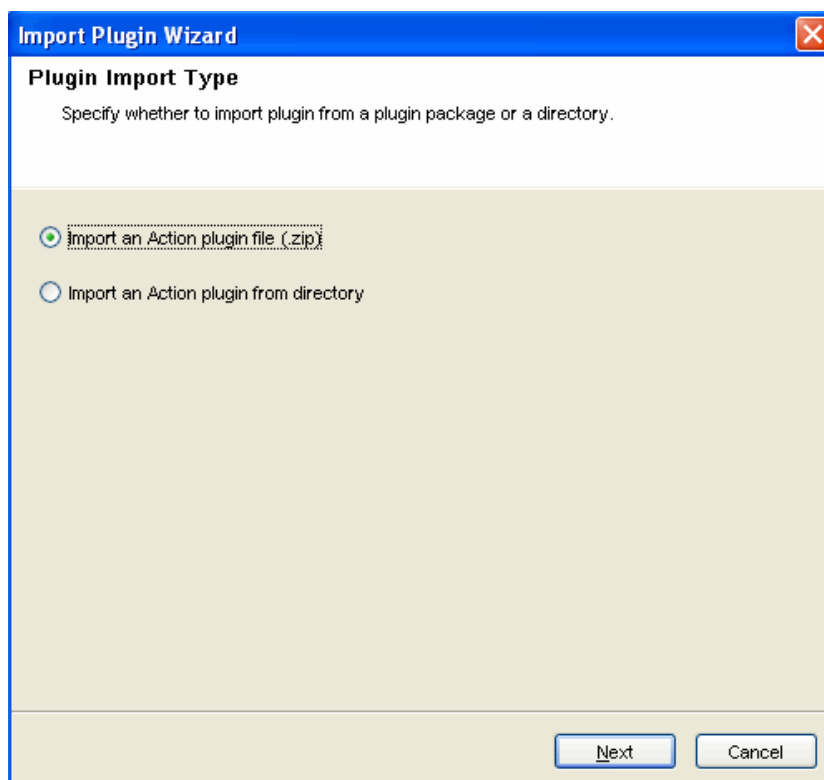 Import Plugin Wizard
Plugin Import Type
Specify whether to import plugin from a plugin package or a directory.
Import an Action plugin file (.zip)
Import an Action plugin from directory
Next
Cancel